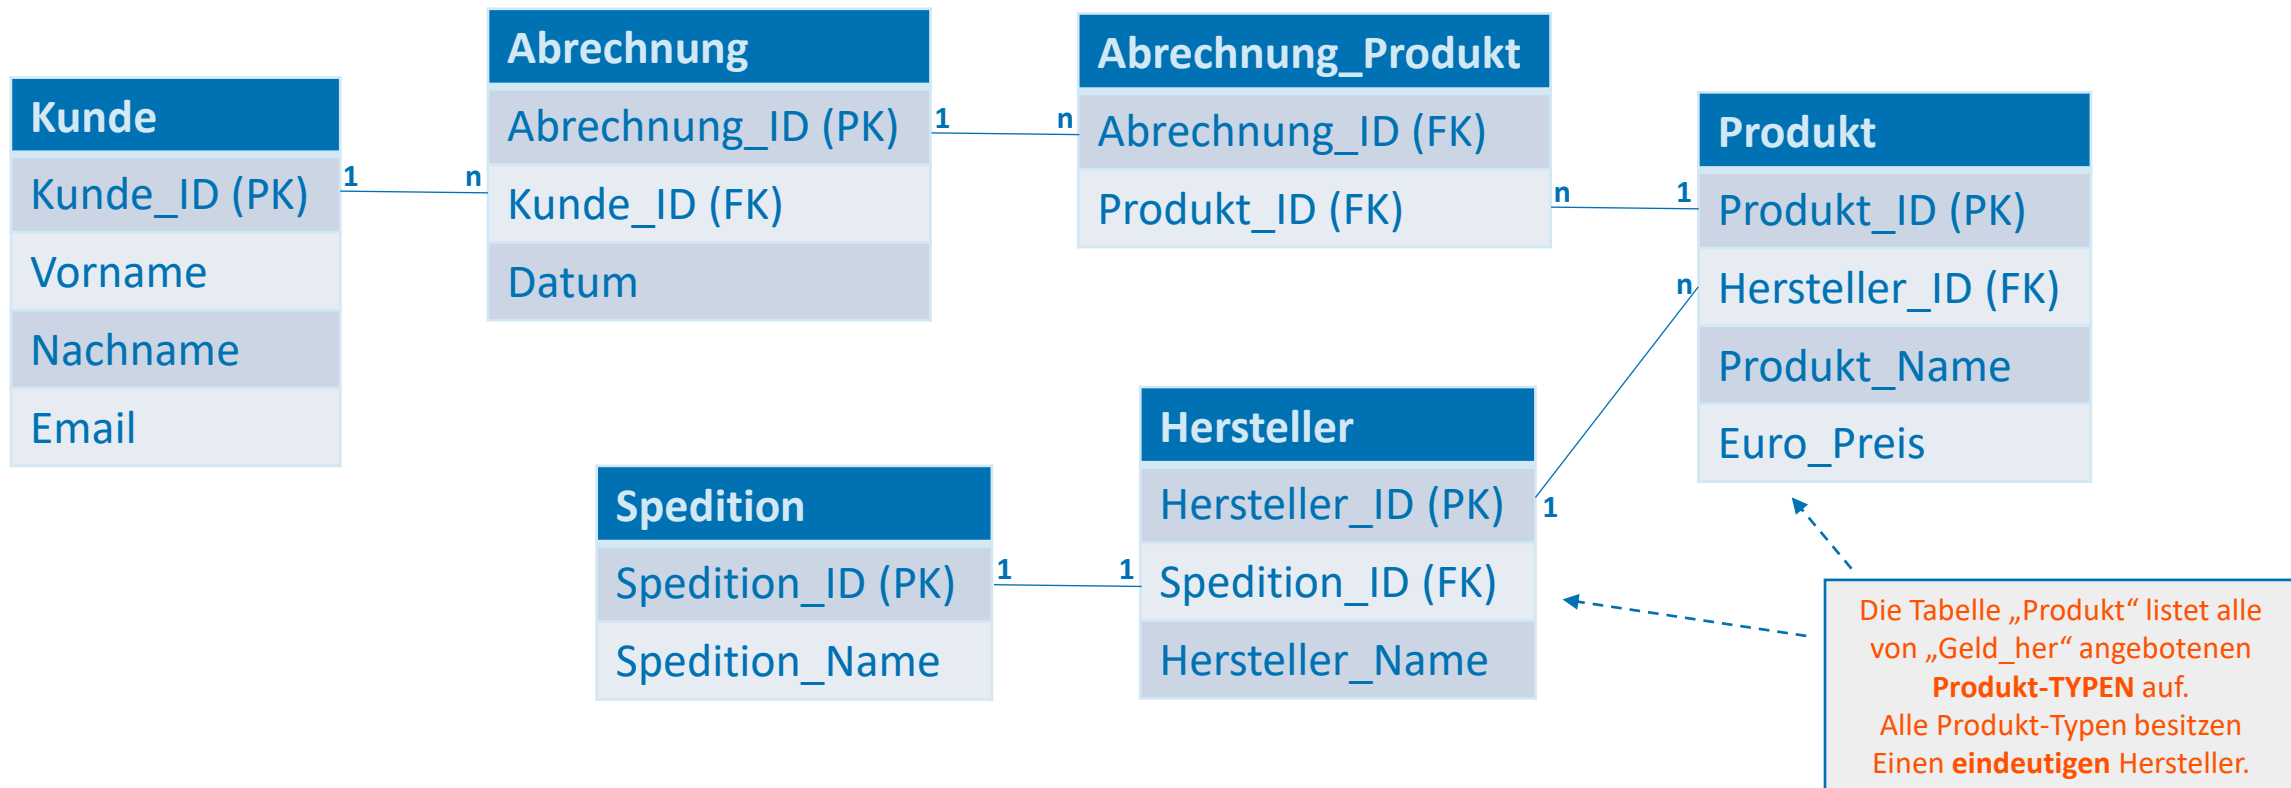 Kunde
Kunde_ID (PK)
Vorname
Nachname
Email
1
n
Abrechnung
Abrechnung_ID (PK)
Kunde_ID (FK)
Datum
1
n
Abrechnung_Produkt
Abrechnung_ID (FK)
Produkt_ID (FK)
n
1
Produkt
Produkt_ID (PK)
Hersteller_ID (FK)
Produkt_Name
Euro_Preis
n
1
Spedition
Spedition_ID (PK)
Spedition_Name
1
1
Hersteller
Hersteller_ID (PK)
Spedition_ID (FK)
Hersteller_Name
Die Tabelle „Produkt“ listet alle
von „Geld_her“ angebotenen
Produkt-TYPEN auf.
Alle Produkt-Typen besitzen
Einen eindeutigen Hersteller.